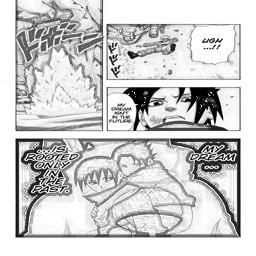 UGH
...!!
MY
DREAM
ISN'T
IN THE
FUTURE.
MY
DREAM
...
...IS
ROOTED
ONLY
IN THE
PAST.